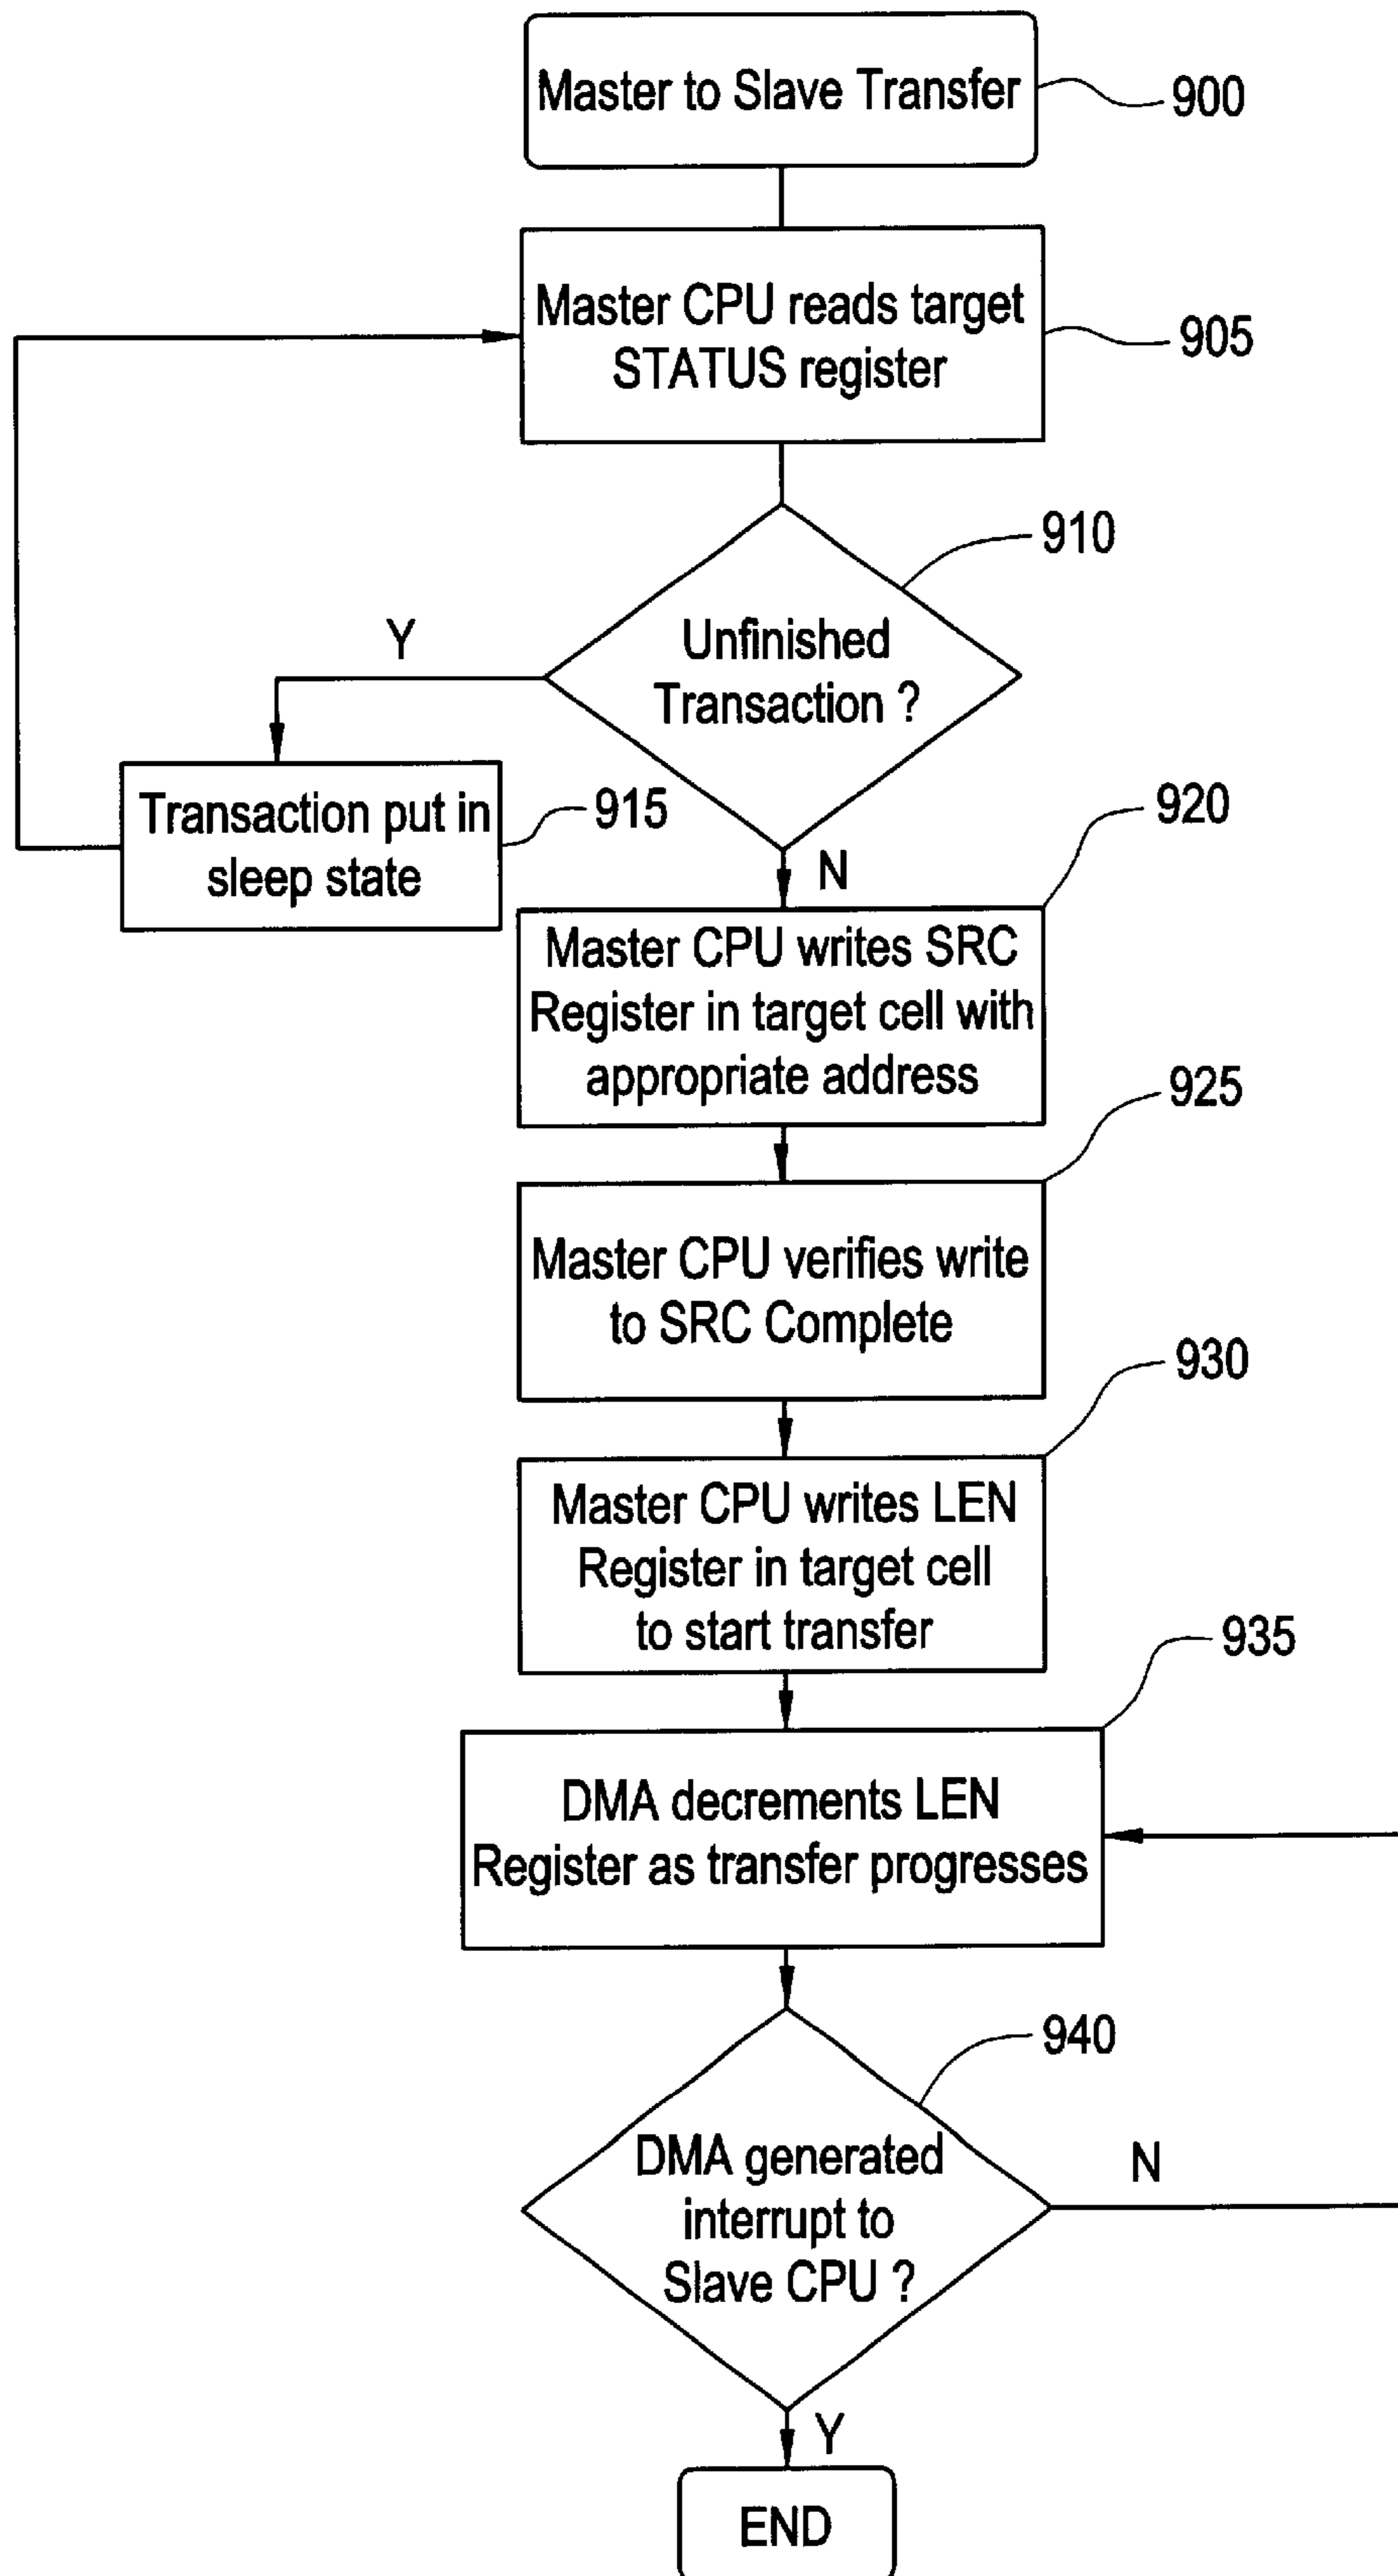 Master to Slave Transfer
900
Master CPU reads target
STATUS register
905
910
Unfinished
Transaction ?
Y
Transaction put in
sleep state
915
N
920
Master CPU writes SRC
Register in target cell with
appropriate address
925
Master CPU verifies write
to SRC Complete
930
Master CPU writes LEN
Register in target cell
to start transfer
935
DMA decrements LEN
Register as transfer progresses
940
DMA generated
interrupt to
Slave CPU ?
N
Y
END